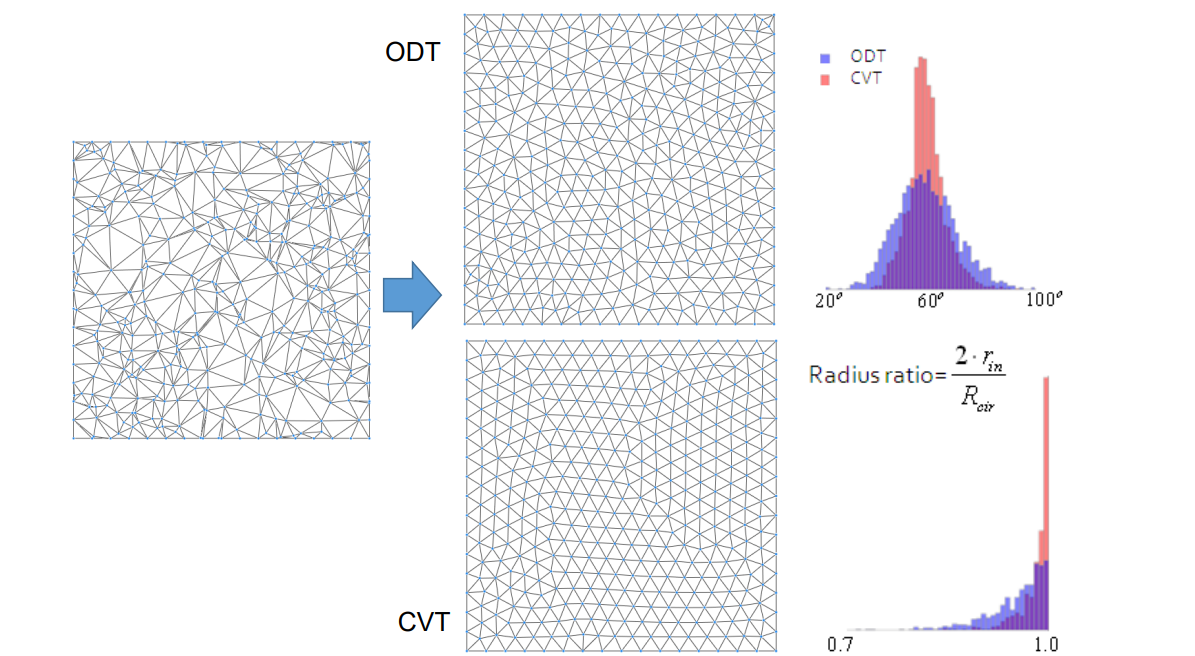 ODT
ODT
CVT
20° 60° 100°
Radius ratio= 2 · r_in / R_cir
CVT
0.7 1.0